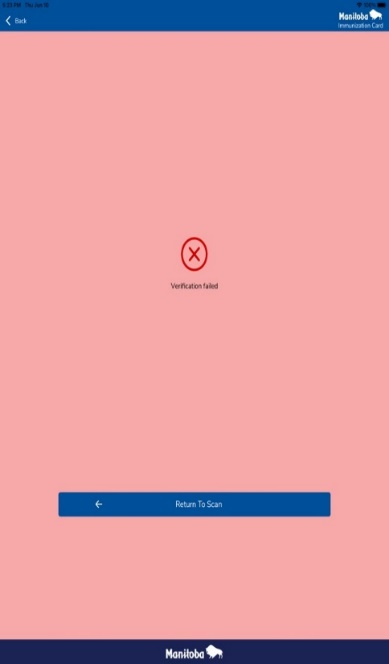 Back
Manitoba
Immunization Card
Verification failed
Return To Scan
Manitoba